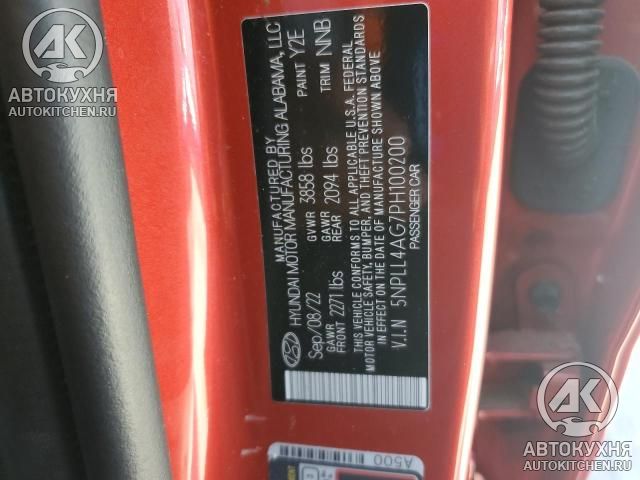 AK
АВТОКУХНЯ
AUTOKITCHEN.RU
MANUFACTURED BY
HYUNDAI MOTOR MANUFACTURING ALABAMA, LLC
Sep/08/22 GVWR 3858 lbs PAINT Y2E
GAWR FRONT 2271 lbs GAWR REAR 2094 lbs TRIM NNB
THIS VEHICLE CONFORMS TO ALL APPLICABLE U.S.A. FEDERAL
MOTOR VEHICLE SAFETY, BUMPER, AND THEFT PREVENTION STANDARDS
IN EFFECT ON THE DATE OF MANUFACTURE SHOWN ABOVE
V.I.N 5NPLL4AG7PH100200
PASSENGER CAR
A500
AK
АВТОКУХНЯ
AUTOKITCHEN.RU